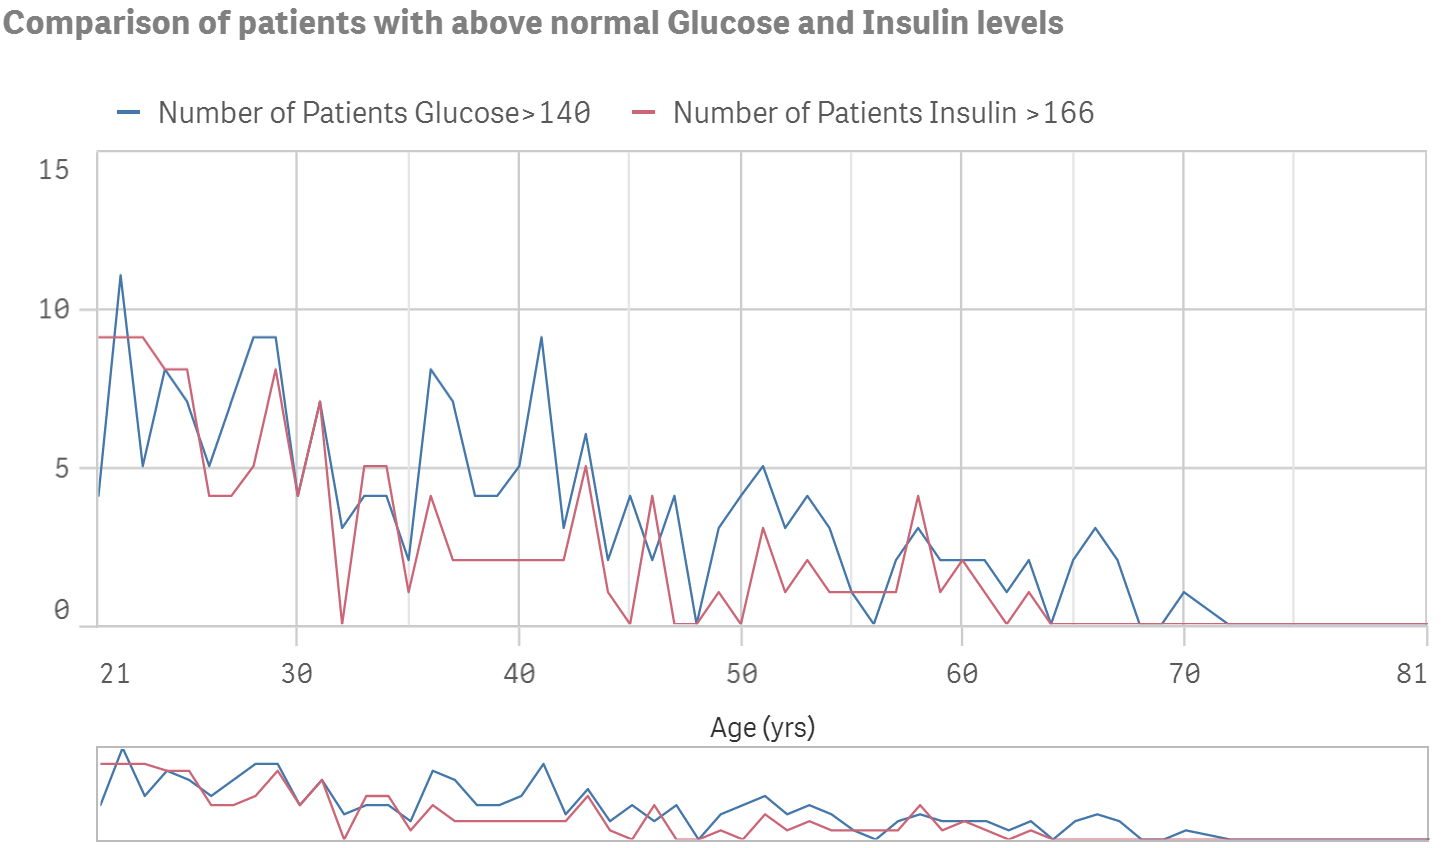 Comparison of patients with above normal Glucose and Insulin levels
Number of Patients Glucose>140 Number of Patients Insulin >166
15
10
5
0
21 30 40 50 60 70 81
Age (yrs)